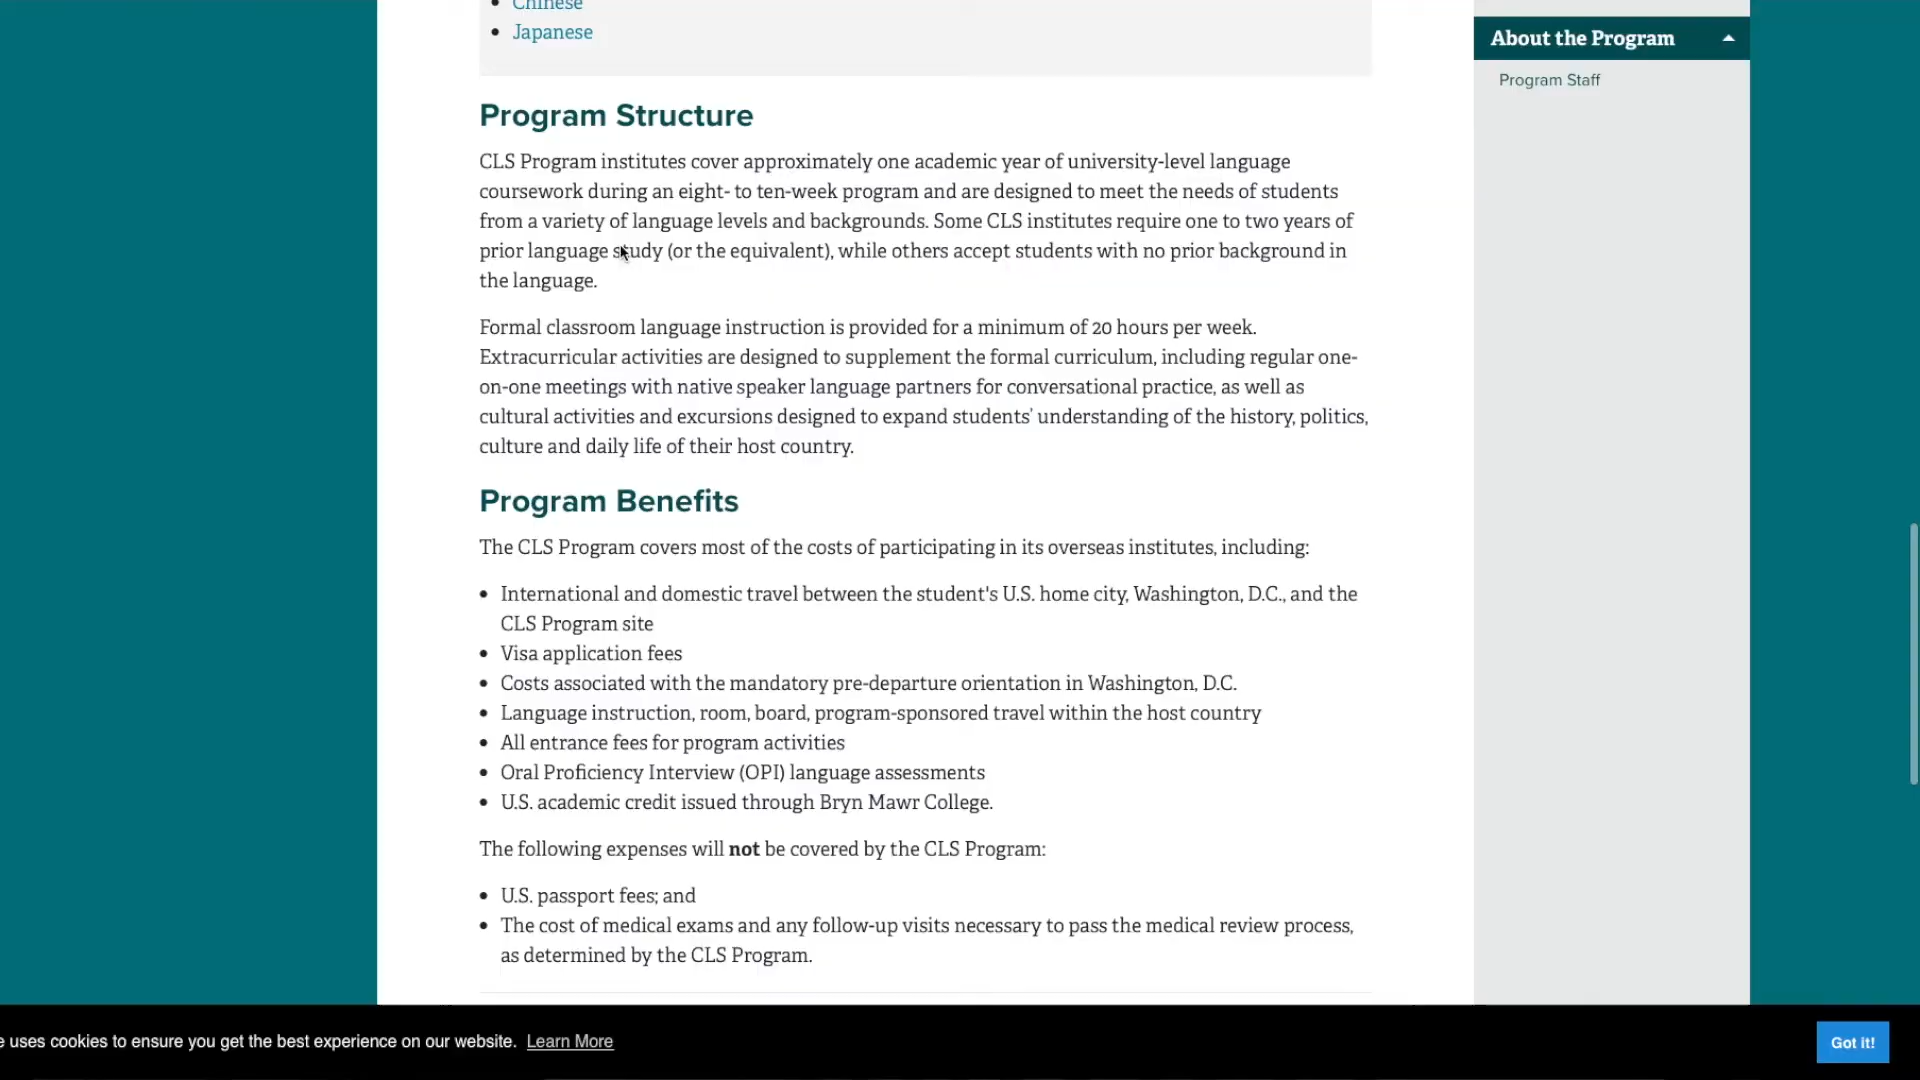 Chinese
Japanese
About the Program
Program Staff
Program Structure
CLS Program institutes cover approximately one academic year of university-level language
coursework during an eight- to ten-week program and are designed to meet the needs of students
from a variety of language levels and backgrounds. Some CLS institutes require one to two years of
prior language study (or the equivalent), while others accept students with no prior background in
the language.
Formal classroom language instruction is provided for a minimum of 20 hours per week.
Extracurricular activities are designed to supplement the formal curriculum, including regular one-
on-one meetings with native speaker language partners for conversational practice, as well as
cultural activities and excursions designed to expand students’ understanding of the history, politics,
culture and daily life of their host country.
Program Benefits
The CLS Program covers most of the costs of participating in its overseas institutes, including:
• International and domestic travel between the student's U.S. home city, Washington, D.C., and the
CLS Program site
• Visa application fees
• Costs associated with the mandatory pre-departure orientation in Washington, D.C.
• Language instruction, room, board, program-sponsored travel within the host country
• All entrance fees for program activities
• Oral Proficiency Interview (OPI) language assessments
• U.S. academic credit issued through Bryn Mawr College.
The following expenses will not be covered by the CLS Program:
• U.S. passport fees; and
• The cost of medical exams and any follow-up visits necessary to pass the medical review process,
as determined by the CLS Program.
uses cookies to ensure you get the best experience on our website. Learn More
Got it!